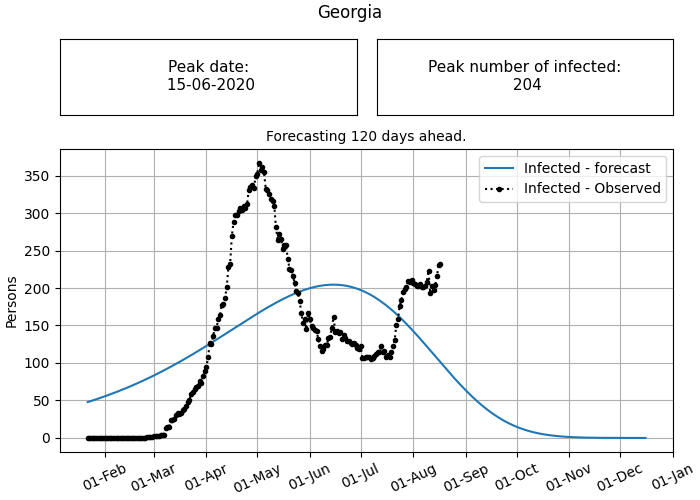 Georgia
Peak date:
15-06-2020
Peak number of infected:
204
Forecasting 120 days ahead.
Infected - forecast
Infected - Observed
Persons
350
300
250
200
150
100
50
0
01-Feb
01-Mar
01-Apr
01-May
01-Jun
01-Jul
01-Aug
01-Sep
01-Oct
01-Nov
01-Dec
01-Jan